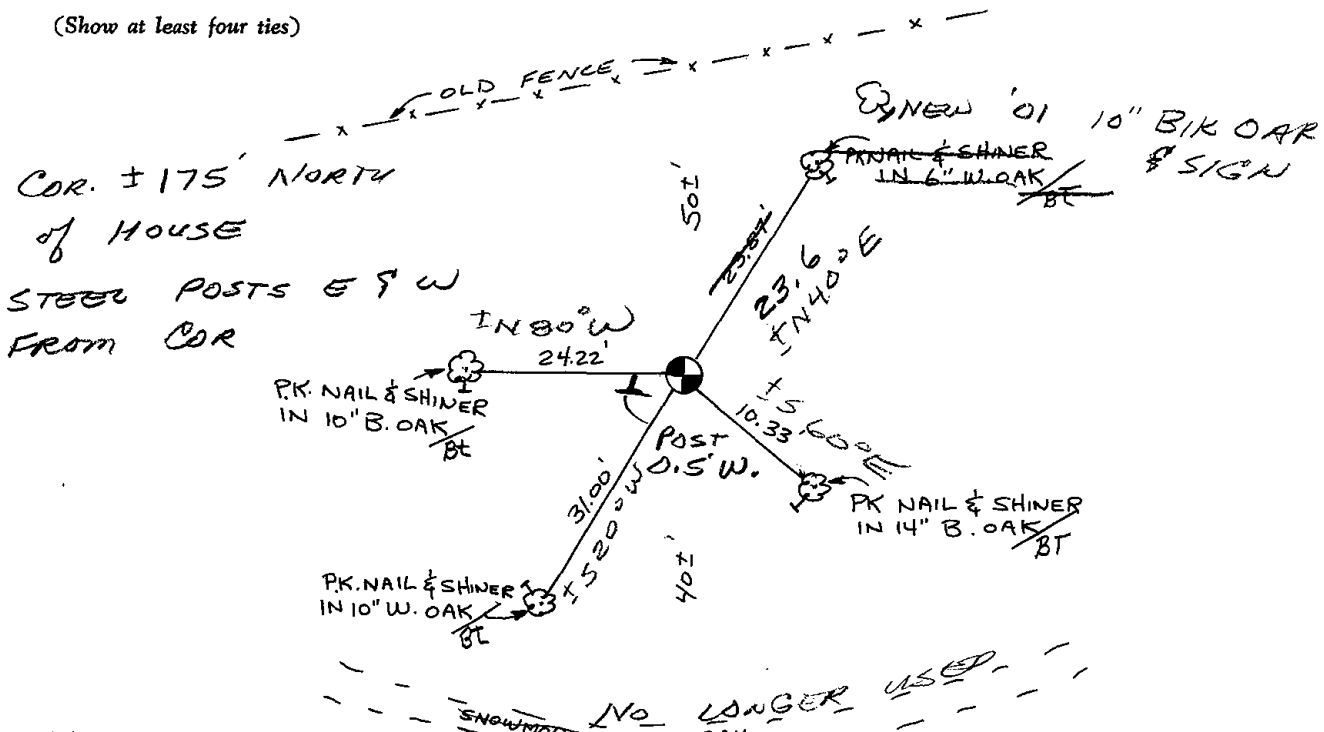 (Show at least four ties)
OLD FENCE
NEW '01 10" BlK OAK
& SIGN
PK NAIL & SHINER
IN 6" W. OAK
BT
COR. ± 175' NORTH
of HOUSE
STEEL POSTS E & W
FROM COR
50±'
23.87'
23.6
±N40°E
±N80°W
24.22'
P.K. NAIL & SHINER
IN 10" B. OAK
Bt
±S60°E
10.33
POST
0.5' W.
PK NAIL & SHINER
IN 14" B. OAK
BT
31.00'
±S20°W
40±'
P.K. NAIL & SHINER
IN 10" W. OAK
Bt
NO LONGER USED